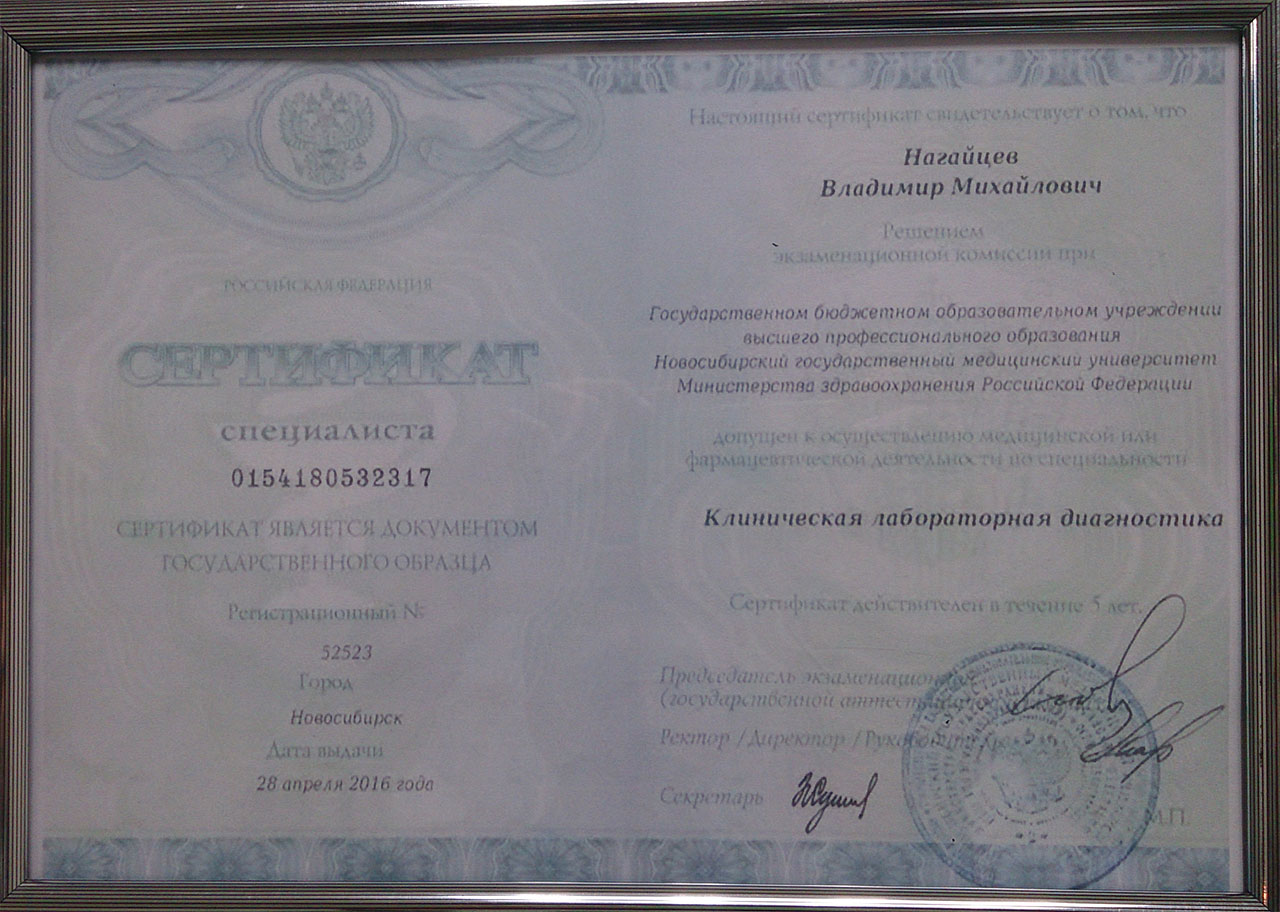 РОССИЙСКАЯ ФЕДЕРАЦИЯ
СЕРТИФИКАТ
специалиста
0154180532317
СЕРТИФИКАТ ЯВЛЯЕТСЯ ДОКУМЕНТОМ
ГОСУДАРСТВЕННОГО ОБРАЗЦА
Регистрационный №
52523
Город
Новосибирск
Дата выдачи
28 апреля 2016 года
Настоящий сертификат свидетельствует о том, что
Нагайцев
Владимир Михайлович
Решением
экзаменационной комиссии при
Государственном бюджетном образовательном учреждении
высшего профессионального образования
Новосибирский государственный медицинский университет
Министерства здравоохранения Российской Федерации
допущен к осуществлению медицинской или
фармацевтической деятельности по специальности
Клиническая лабораторная диагностика
Сертификат действителен в течение 5 лет.
Председатель
(государственной
Ректор /Директор
Секретарь
М.П.